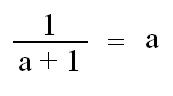 1
a + 1 = a